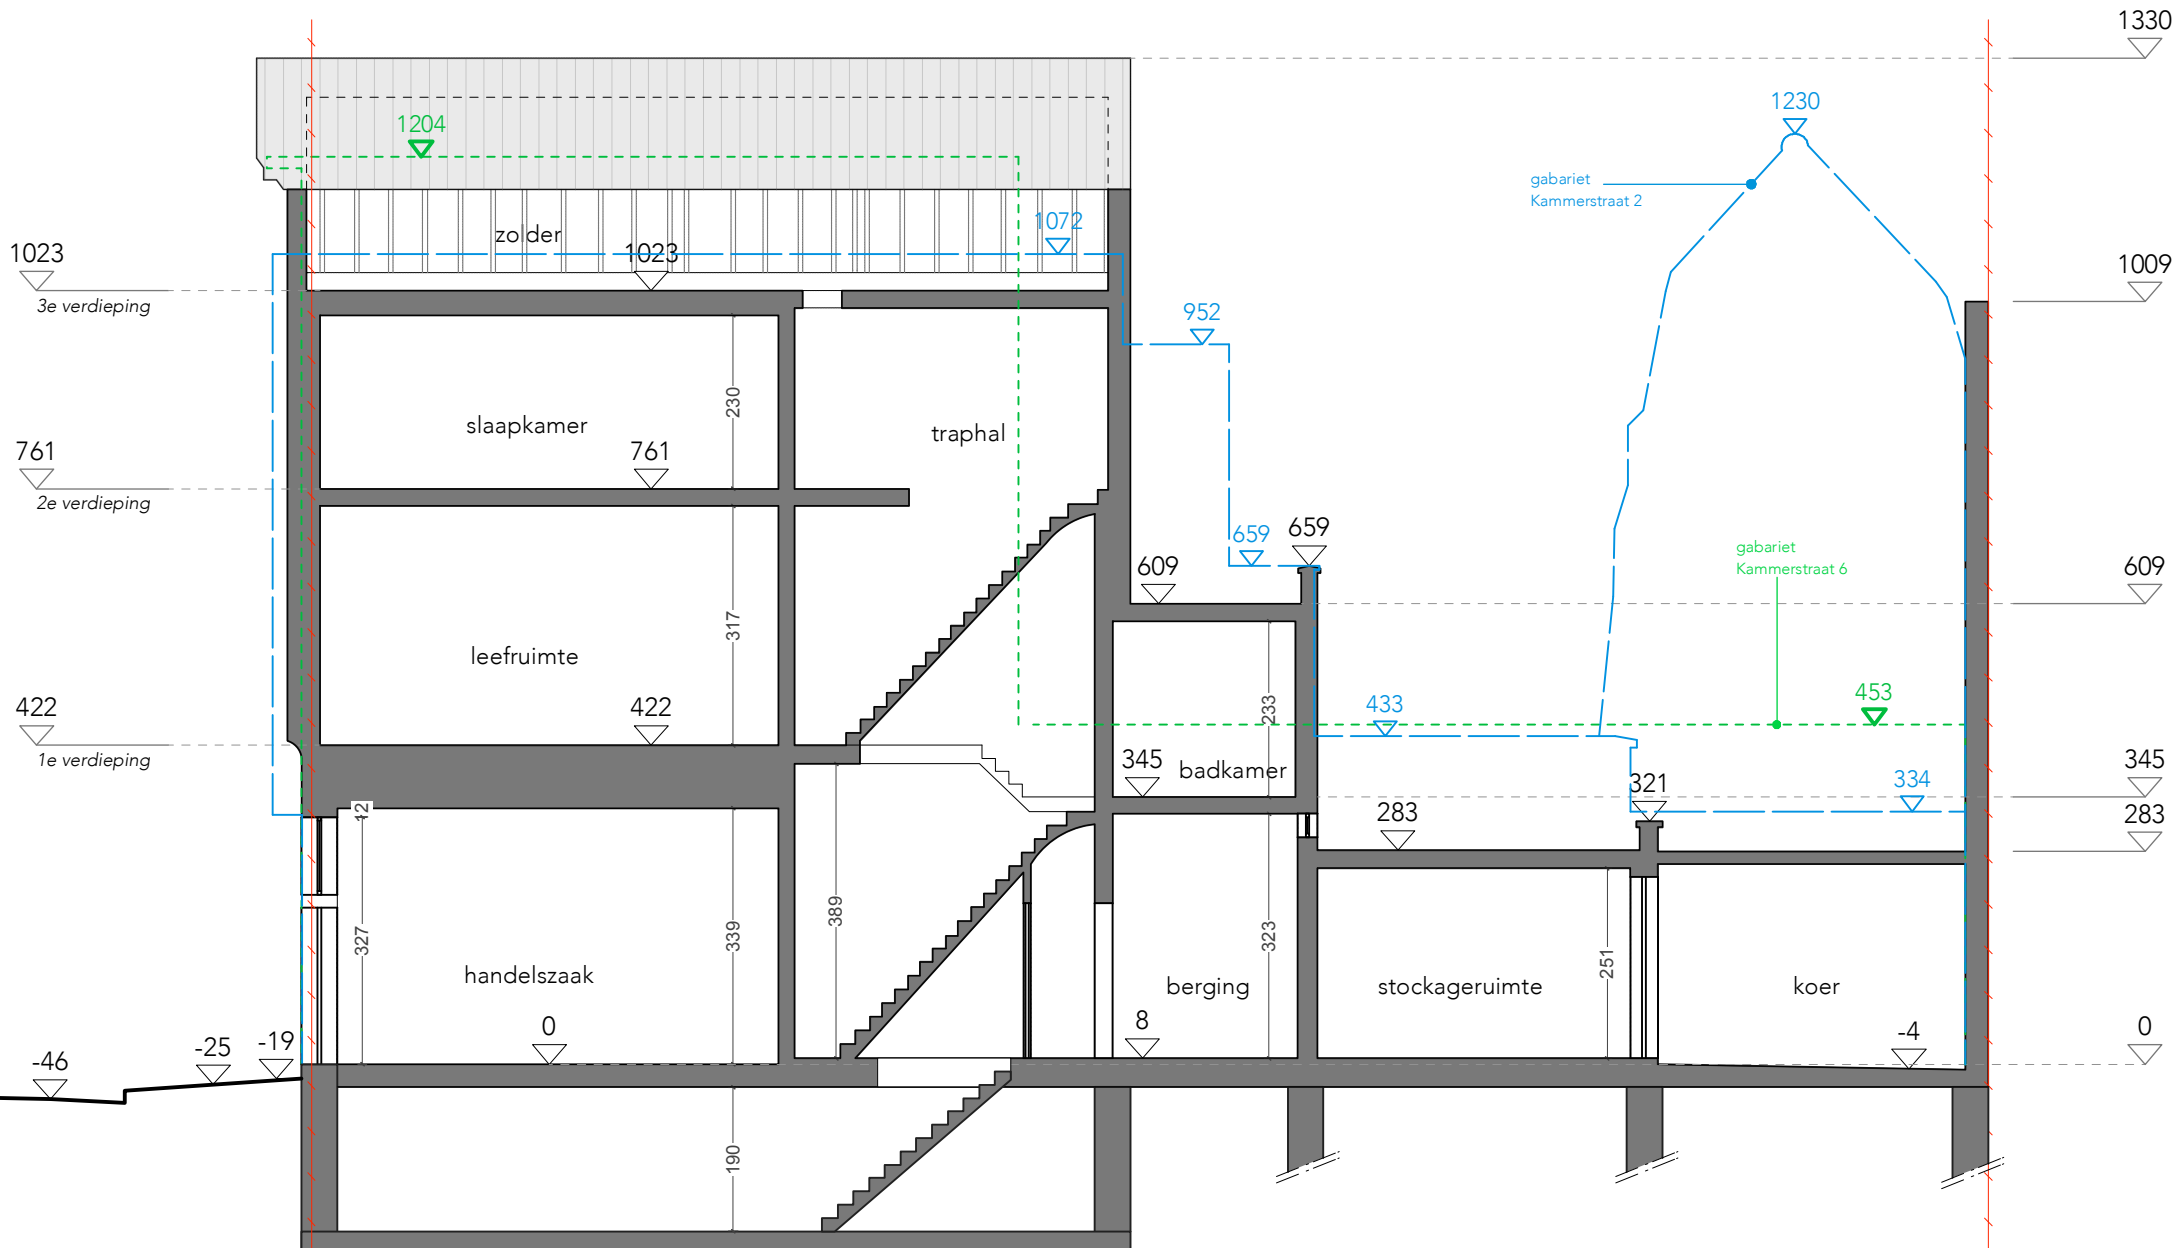 1330
1230
1204
gabariet
Kammerstraat 2
1072
zolder
1023
1023
3e verdieping
1009
952
230
slaapkamer
traphal
761
761
2e verdieping
659
659
gabariet
Kammerstraat 6
609
609
317
leefruimte
422
422
1e verdieping
233
433
453
345
badkamer
345
321
334
283
283
12
327
339
389
323
251
handelszaak
berging
stockageruimte
koer
0
8
-4
0
-19
-25
-46
190